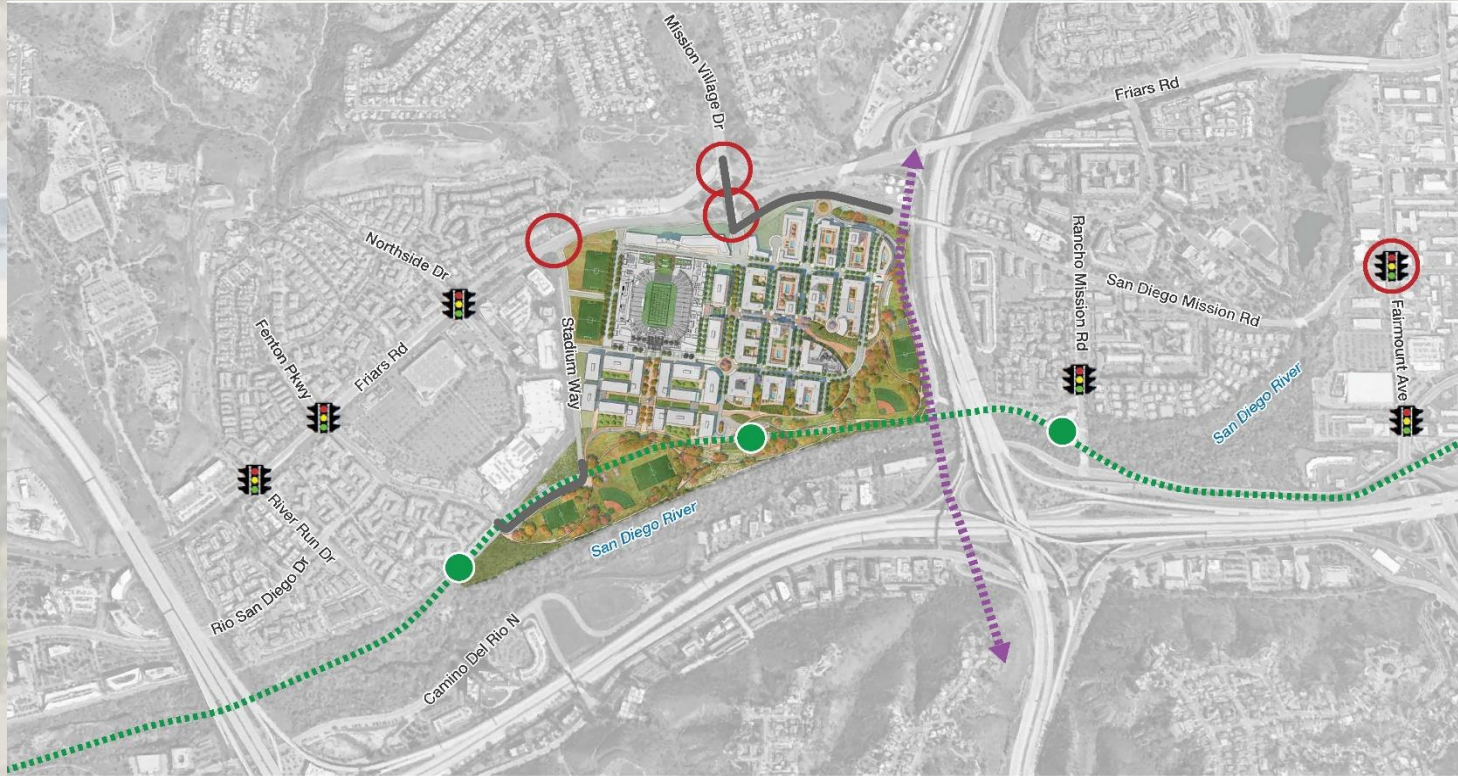 Mission Village Dr
Friars Rd
Northside Dr
Rancho Mission Rd
San Diego Mission Rd
Fairmount Ave
Fenton Pkwy
Friars Rd
Stadium Way
San Diego River
River Run Dr
San Diego River
Rio San Diego Dr
Camino Del Rio N